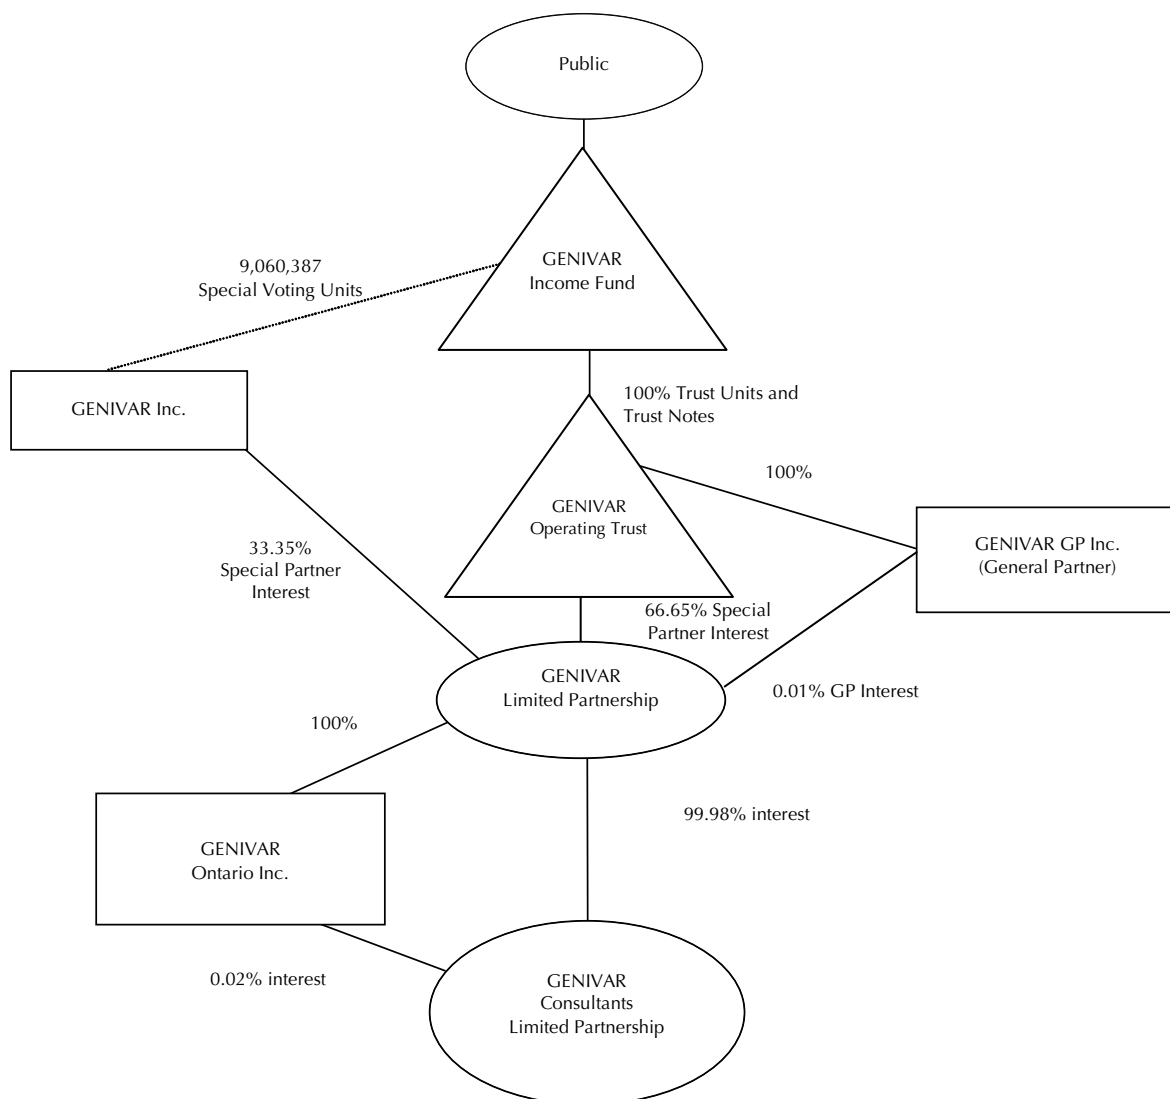 Public
GENIVAR
Income Fund
9,060,387
Special Voting Units
100% Trust Units and
Trust Notes
GENIVAR Inc.
100%
GENIVAR
Operating Trust
GENIVAR GP Inc.
(General Partner)
33.35%
Special Partner
Interest
66.65% Special
Partner Interest
GENIVAR
Limited Partnership
0.01% GP Interest
100%
99.98% interest
GENIVAR
Ontario Inc.
0.02% interest
GENIVAR
Consultants
Limited Partnership